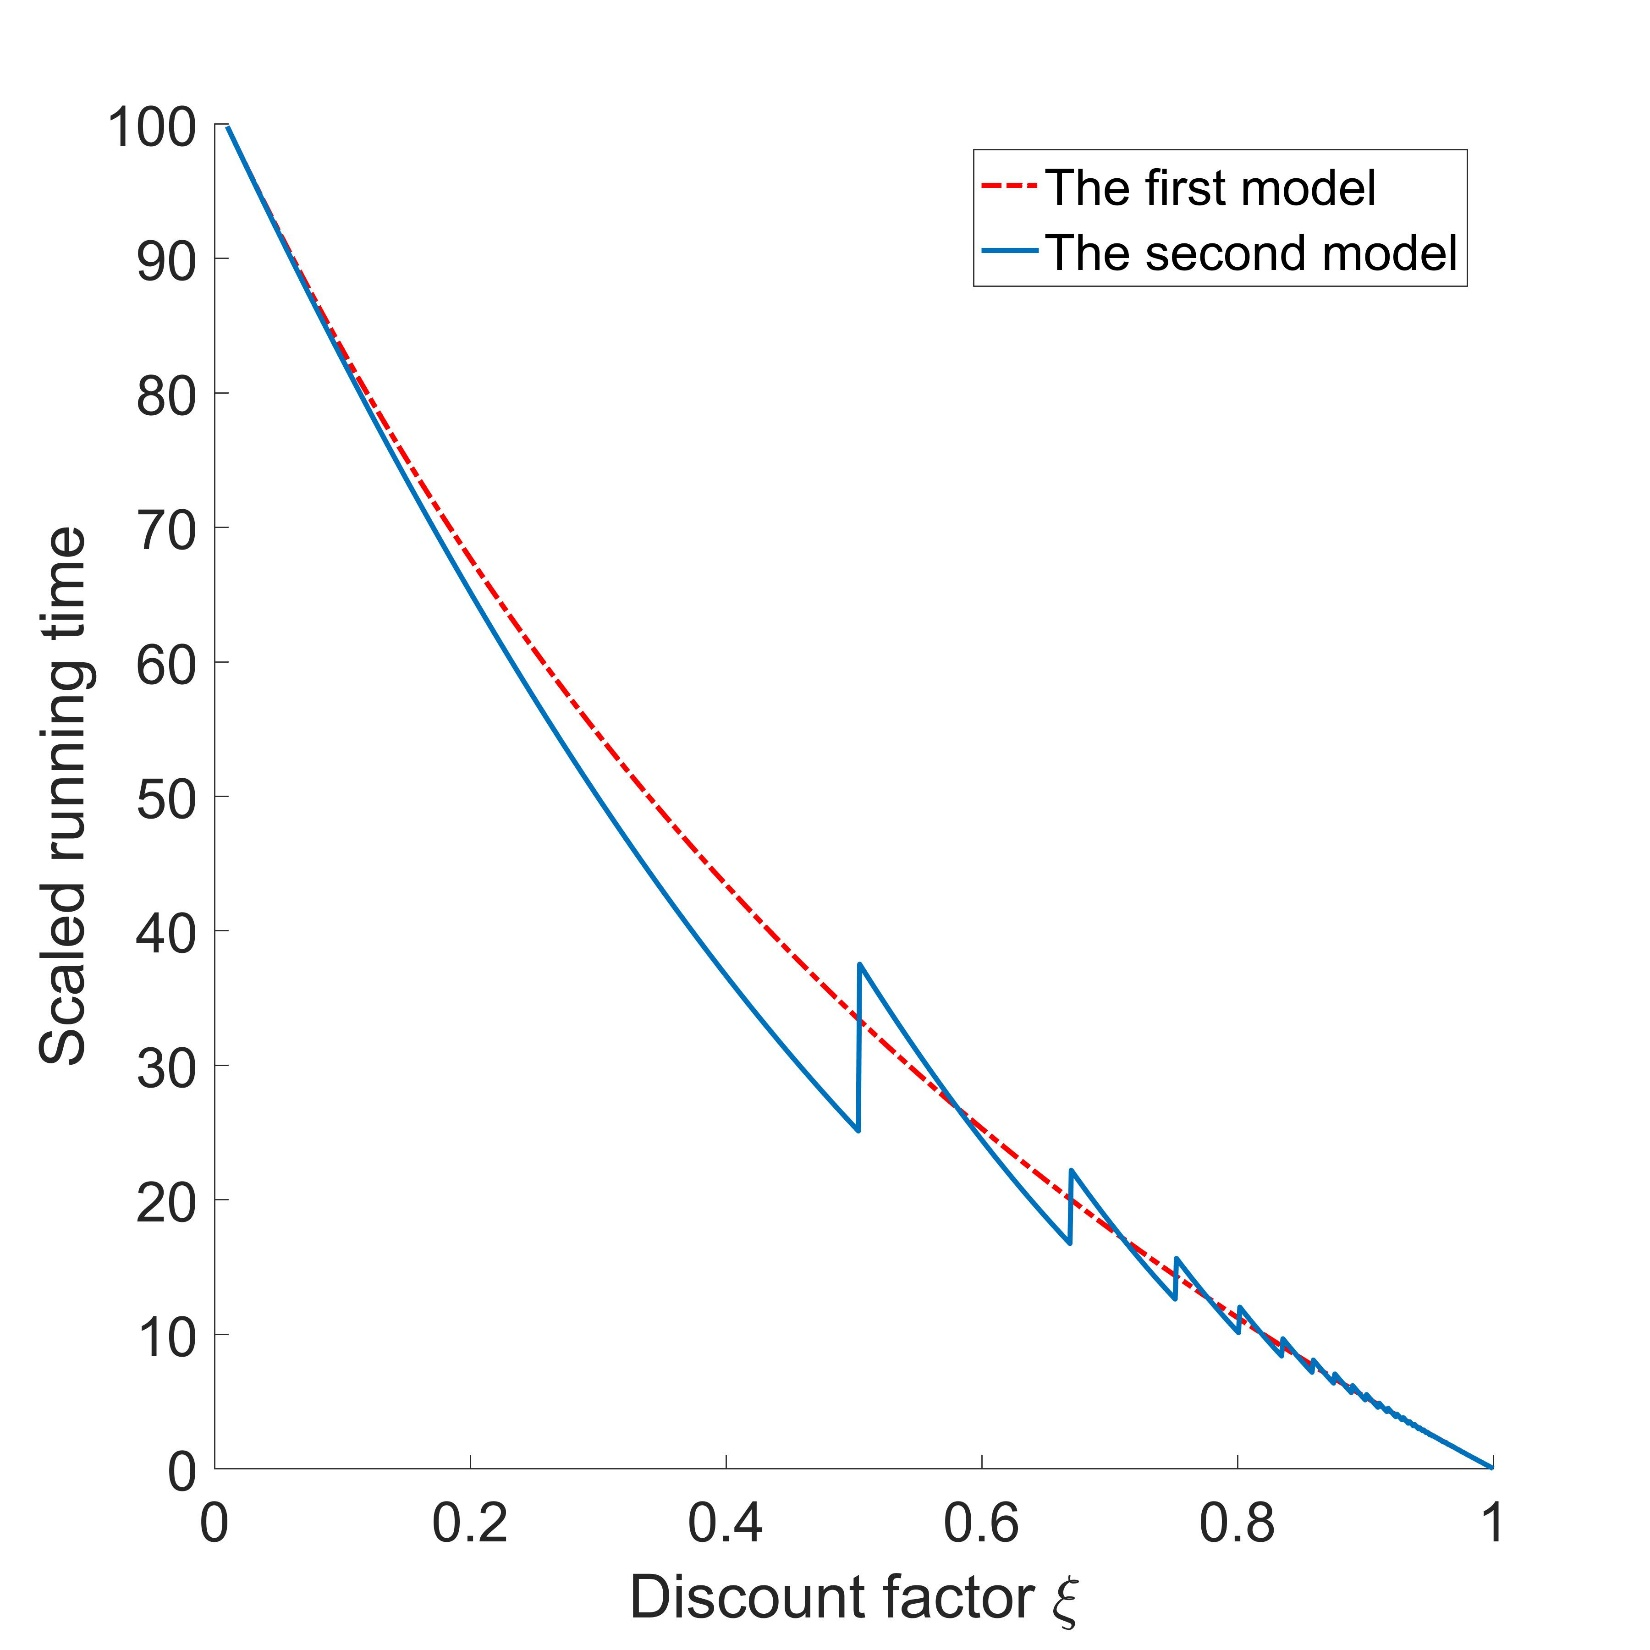 100
90
80
70
60
50
40
30
20
10
0
0 0.2 0.4 0.6 0.8 1
Scaled running time
Discount factor ξ
The first model
The second model